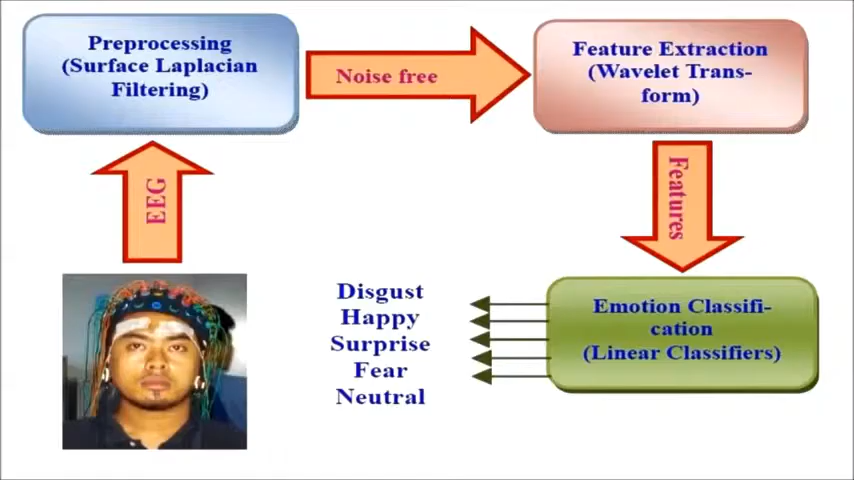 Preprocessing
(Surface Laplacian
Filtering)
Noise free
Feature Extraction
(Wavelet Trans-
form)
EEG
Features
Disgust
Happy
Surprise
Fear
Neutral
Emotion Classifi-
cation
(Linear Classifiers)